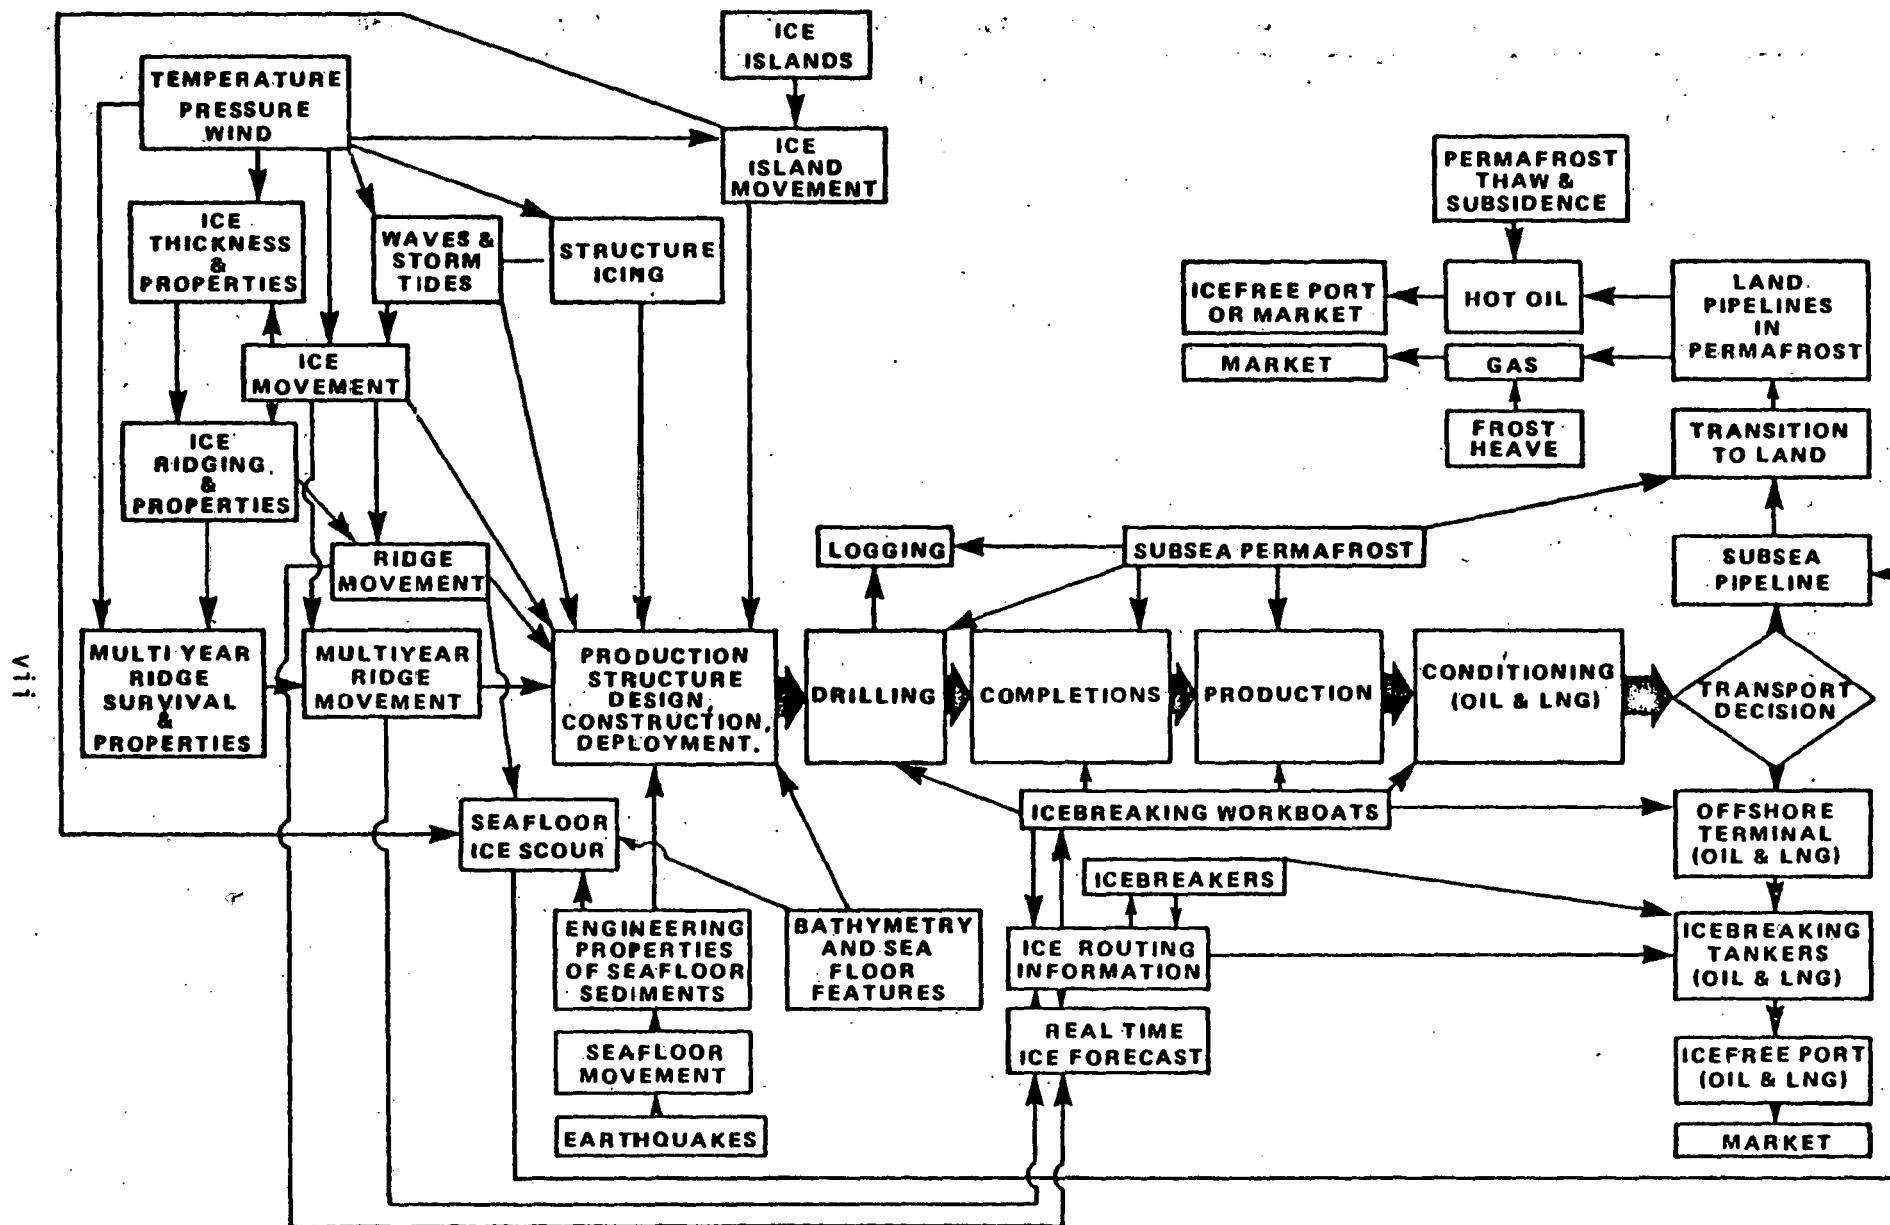 ICE
ISLANDS
TEMPERATURE
PRESSURE
WIND
ICE
ISLAND
MOVEMENT
PERMAFROST
THAW &
SUBSIDENCE
ICE
THICKNESS
&
PROPERTIES
WAVES &
STORM
TIDES
STRUCTURE
ICING
ICEFREE PORT
OR MARKET
HOT OIL
LAND
PIPELINES
IN
PERMAFROST
MARKET
GAS
ICE
MOVEMENT
FROST
HEAVE
TRANSITION
TO LAND
ICE
RIDGING
&
PROPERTIES
RIDGE
MOVEMENT
LOGGING
SUBSEA PERMAFROST
SUBSEA
PIPELINE
MULTI YEAR
RIDGE
SURVIVAL
&
PROPERTIES
MULTIYEAR
RIDGE
MOVEMENT
PRODUCTION
STRUCTURE
DESIGN,
CONSTRUCTION,
DEPLOYMENT.
DRILLING
COMPLETIONS
PRODUCTION
CONDITIONING
(OIL & LNG)
TRANSPORT
DECISION
vii
SEAFLOOR
ICE SCOUR
ICEBREAKING WORKBOATS
OFFSHORE
TERMINAL
(OIL & LNG)
ICEBREAKERS
ENGINEERING
PROPERTIES
OF SEAFLOOR
SEDIMENTS
BATHYMETRY
AND SEA
FLOOR
FEATURES
ICE ROUTING
INFORMATION
ICEBREAKING
TANKERS
(OIL & LNG)
SEAFLOOR
MOVEMENT
REAL TIME
ICE FORECAST
ICEFREE PORT
(OIL & LNG)
EARTHQUAKES
MARKET